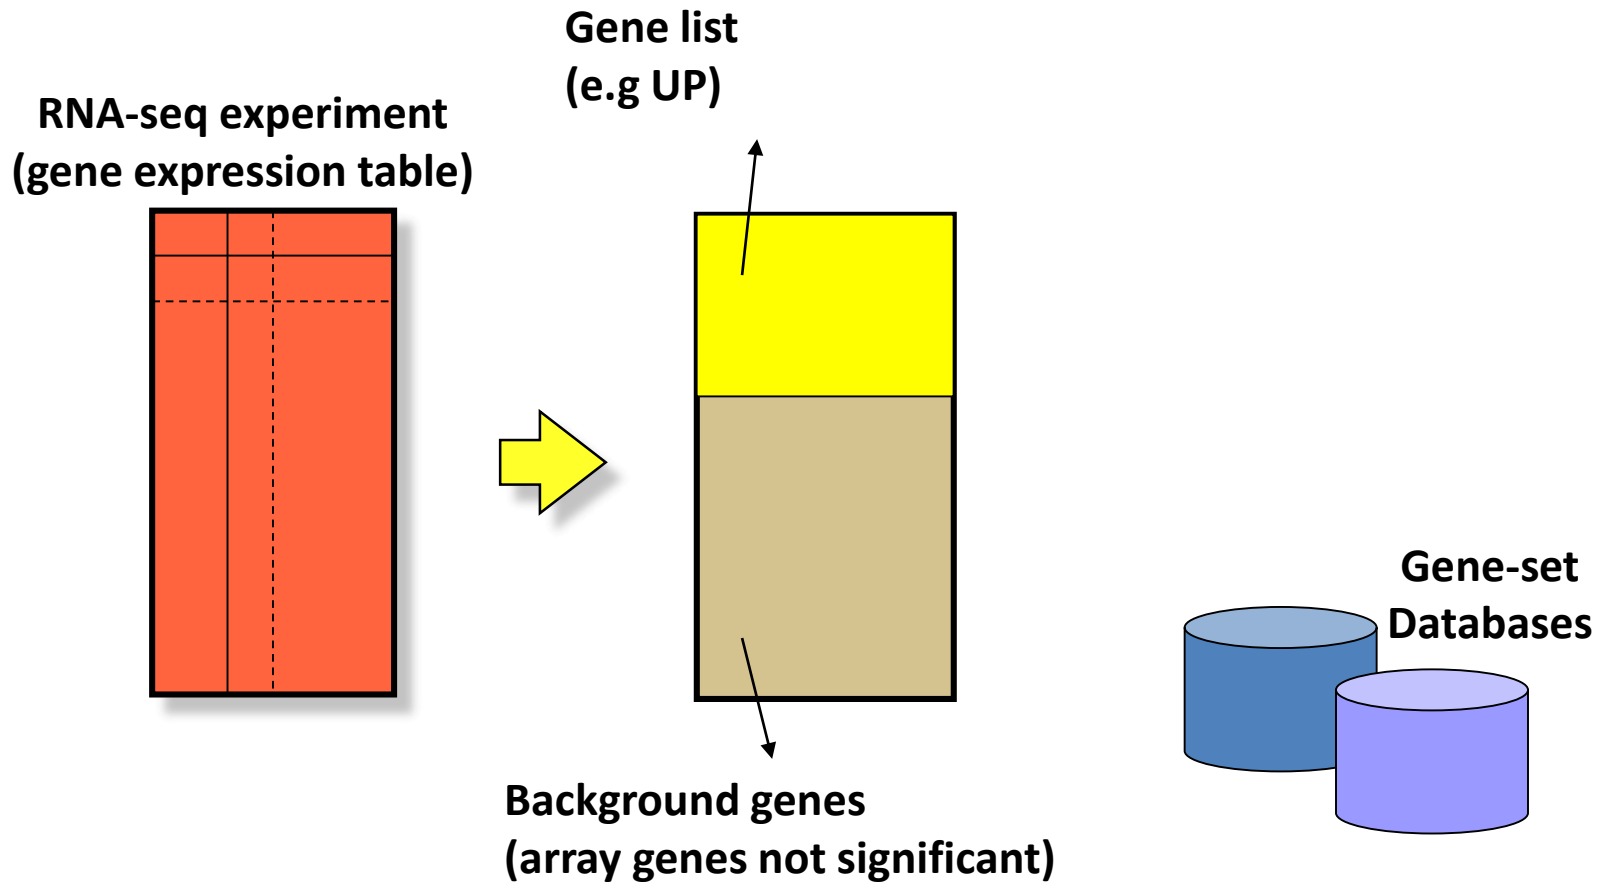 RNA-seq experiment
(gene expression table)
Gene list
(e.g UP)
Background genes
(array genes not significant)
Gene-set
Databases